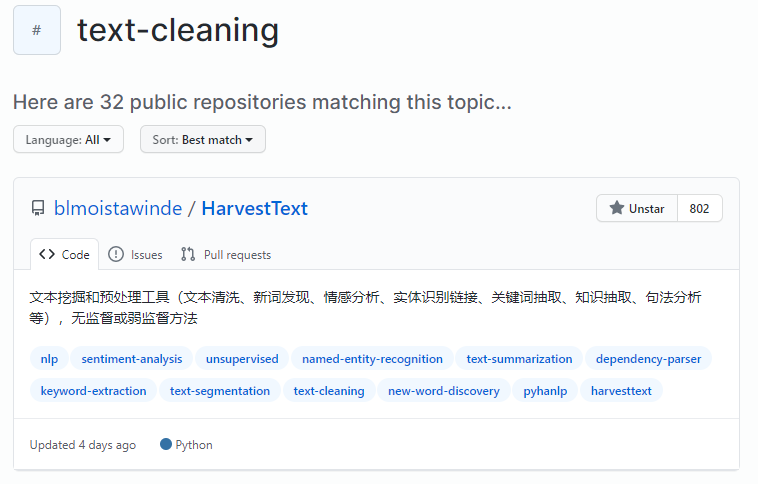 # text-cleaning
Here are 32 public repositories matching this topic...
Language: All Sort: Best match
blmoistawinde / HarvestText Unstar 802
Code Issues Pull requests
文本挖掘和预处理工具（文本清洗、新词发现、情感分析、实体识别链接、关键词抽取、知识抽取、句法分析
等），无监督或弱监督方法
nlp sentiment-analysis unsupervised named-entity-recognition text-summarization dependency-parser
keyword-extraction text-segmentation text-cleaning new-word-discovery pyhanlp harvesttext
Updated 4 days ago Python